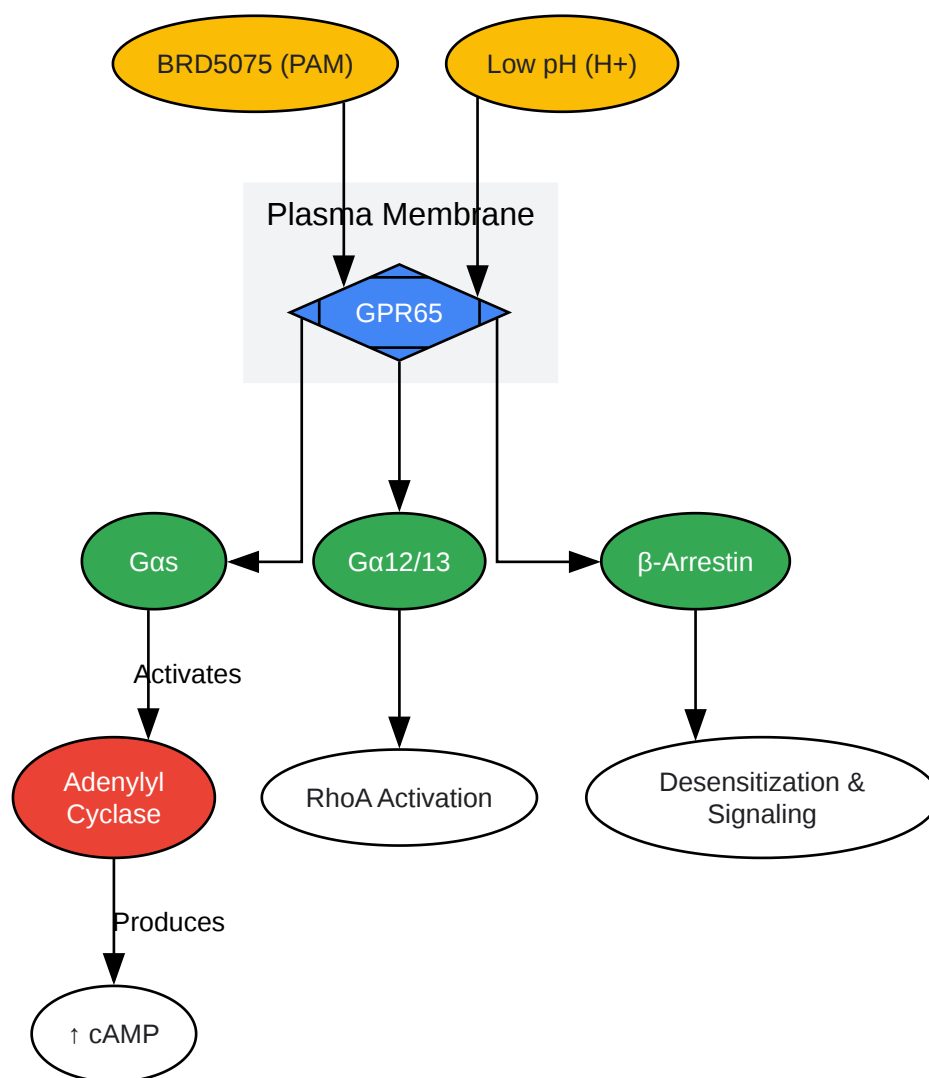 BRD5075 (PAM)
Low pH (H+)
Plasma Membrane
GPR65
Gαs
Gα12/13
β-Arrestin
Activates
Adenylyl
Cyclase
RhoA Activation
Desensitization &
Signaling
Produces
↑ cAMP